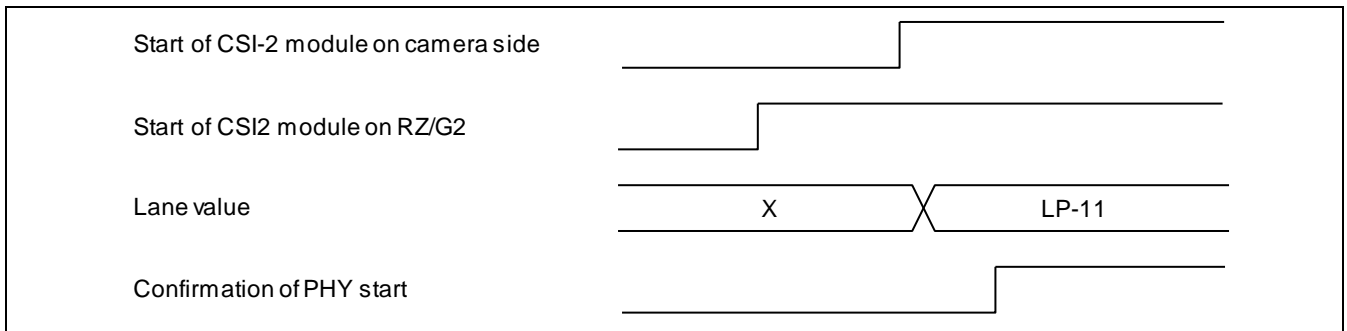 Start of CSI-2 module on camera side
Start of CSI2 module on RZ/G2
Lane value X LP-11
Confirmation of PHY start